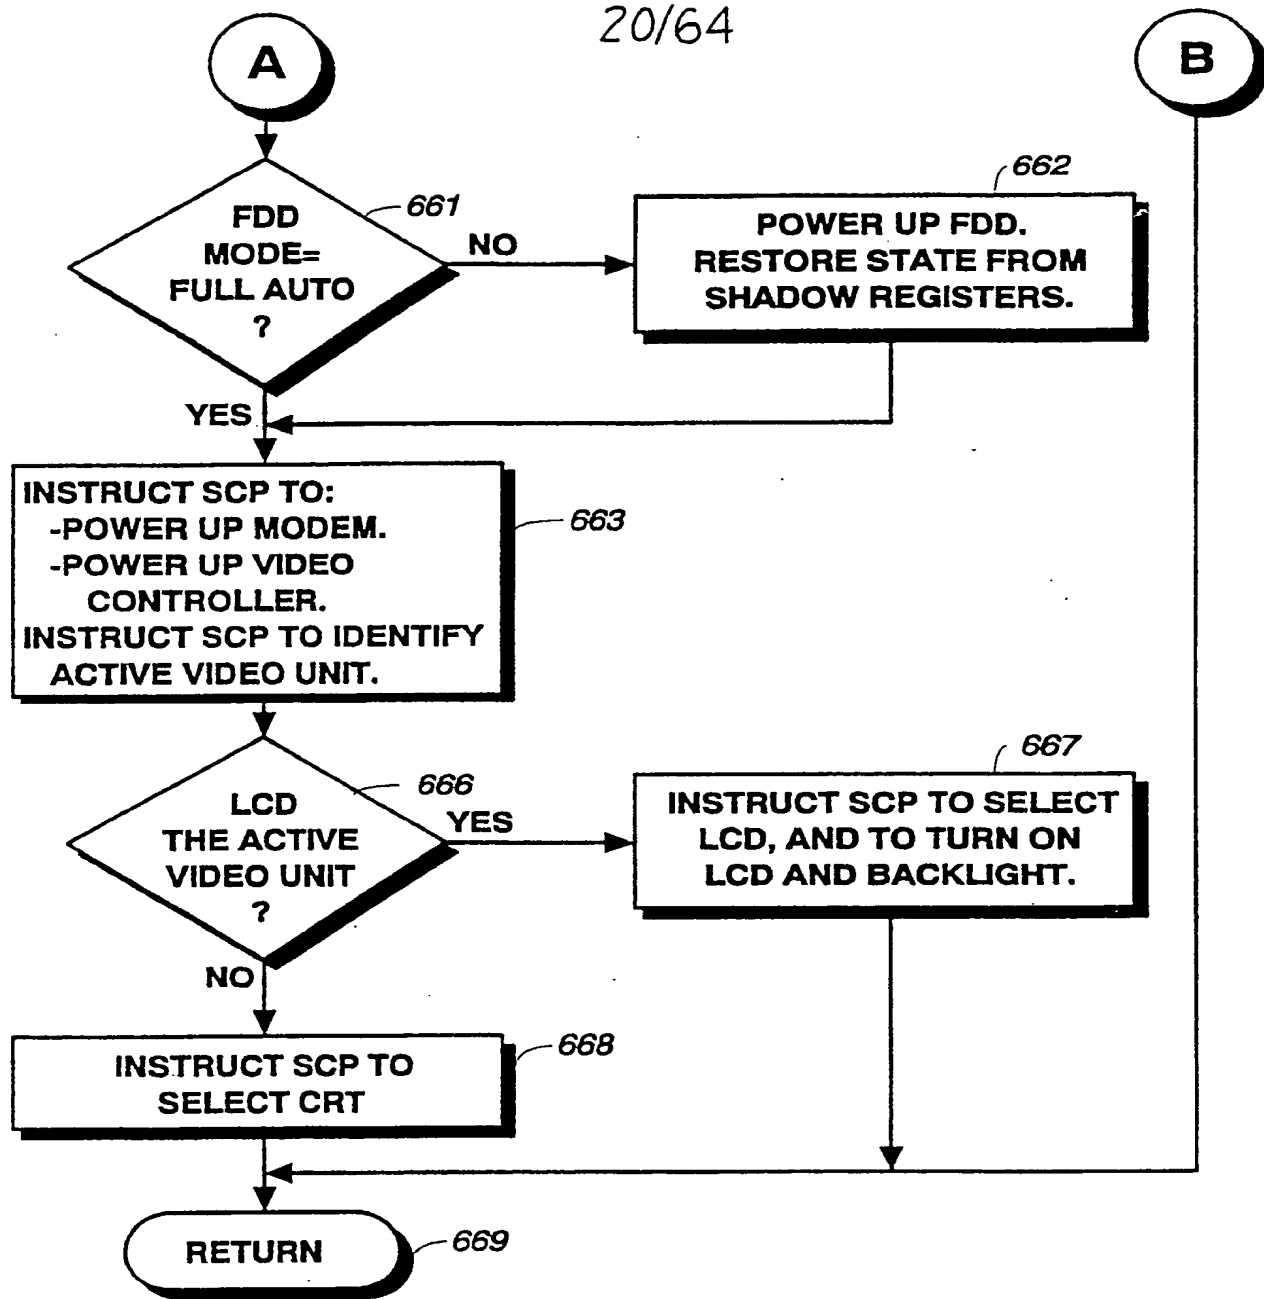 20/64
A
B
661
FDD
MODE=
FULL AUTO
?
NO
662
POWER UP FDD.
RESTORE STATE FROM
SHADOW REGISTERS.
YES
INSTRUCT SCP TO:
-POWER UP MODEM.
-POWER UP VIDEO
CONTROLLER.
INSTRUCT SCP TO IDENTIFY
ACTIVE VIDEO UNIT.
663
666
LCD
THE ACTIVE
VIDEO UNIT
?
YES
667
INSTRUCT SCP TO SELECT
LCD, AND TO TURN ON
LCD AND BACKLIGHT.
NO
INSTRUCT SCP TO
SELECT CRT
668
RETURN
669